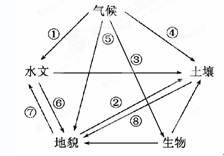 气候
① ④
⑤
③
水文 土壤
⑥ ②
⑦ ⑧
地貌 生物